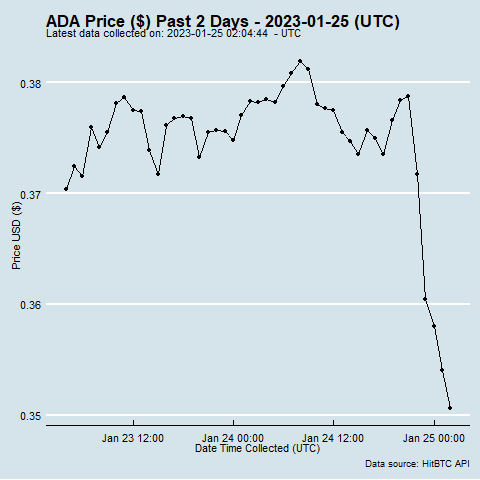 ADA Price ($) Past 2 Days - 2023-01-25 (UTC)
Latest data collected on: 2023-01-25 02:04:44 - UTC
0.38
0.37
Price USD ($)
0.36
0.35
Jan 23 12:00 Jan 24 00:00 Jan 24 12:00 Jan 25 00:00
Date Time Collected (UTC)
Data source: HitBTC API